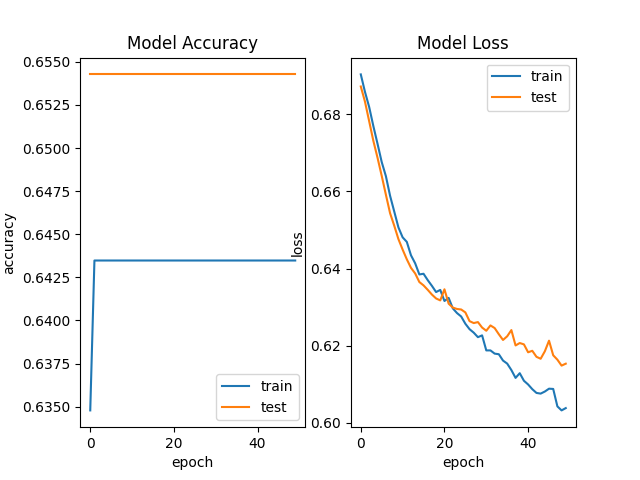 Model Accuracy
0.6550
0.6525
0.6500
0.6475
0.6450
0.6425
0.6400
0.6375
0.6350
accuracy
0 20 40
epoch
train
test
Model Loss
0.68
0.66
0.64
0.62
0.60
loss
0 20 40
epoch
train
test